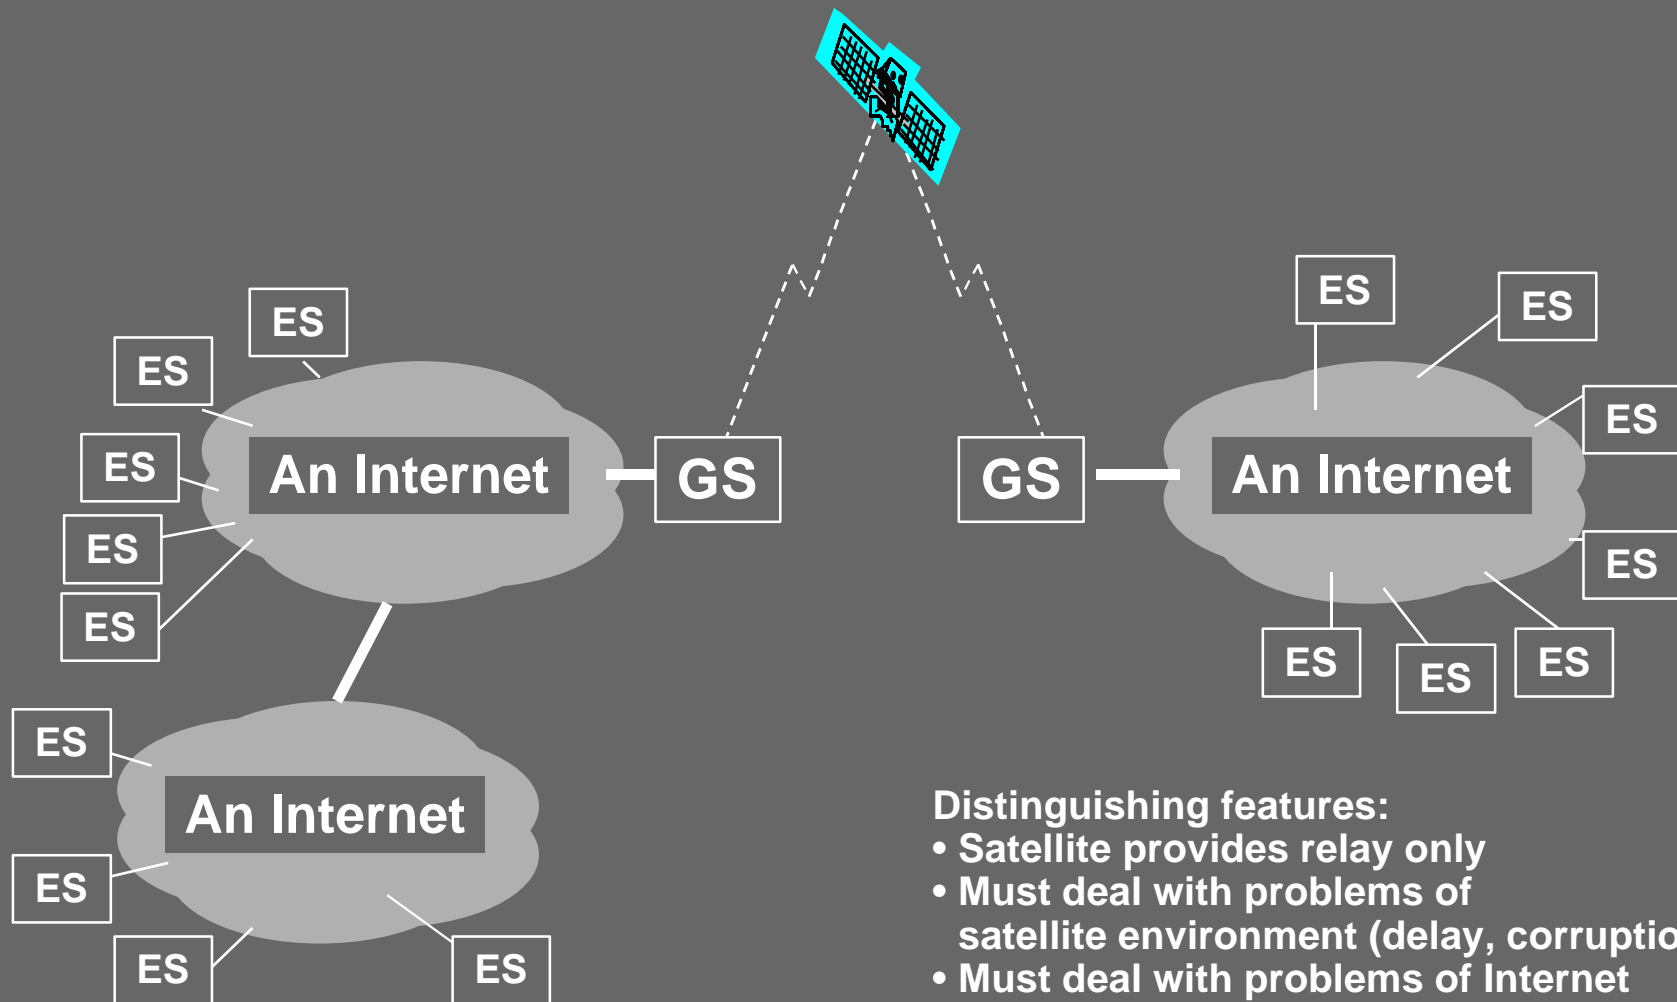 ES
ES
ES
ES
ES
An Internet
GS
GS
An Internet
ES
ES
ES
ES
ES
ES
ES
ES
An Internet
ES
ES
ES
Distinguishing features:
• Satellite provides relay only
• Must deal with problems of
satellite environment (delay,
• Must deal with problems of Internet